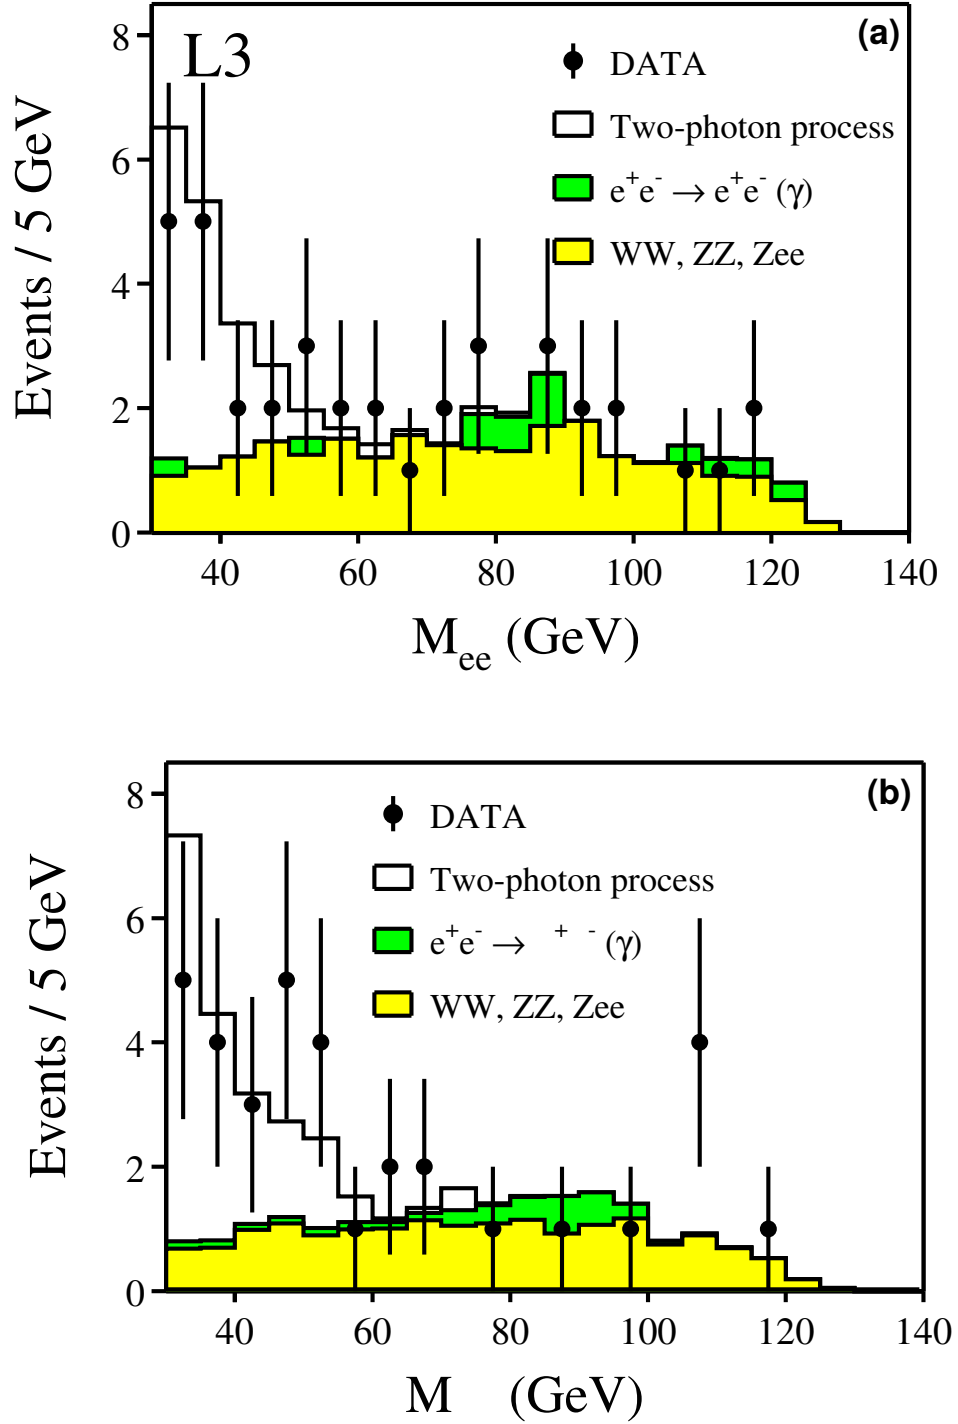 (a)
L3
8
6
4
2
0
Events / 5 GeV
DATA
Two-photon process
e⁺e⁻ → e⁺e⁻ (γ)
WW, ZZ, Zee
40 60 80 100 120 140
M_ee (GeV)
(b)
8
6
4
2
0
Events / 5 GeV
DATA
Two-photon process
e⁺e⁻ → ⁺ ⁻ (γ)
WW, ZZ, Zee
40 60 80 100 120 140
M (GeV)